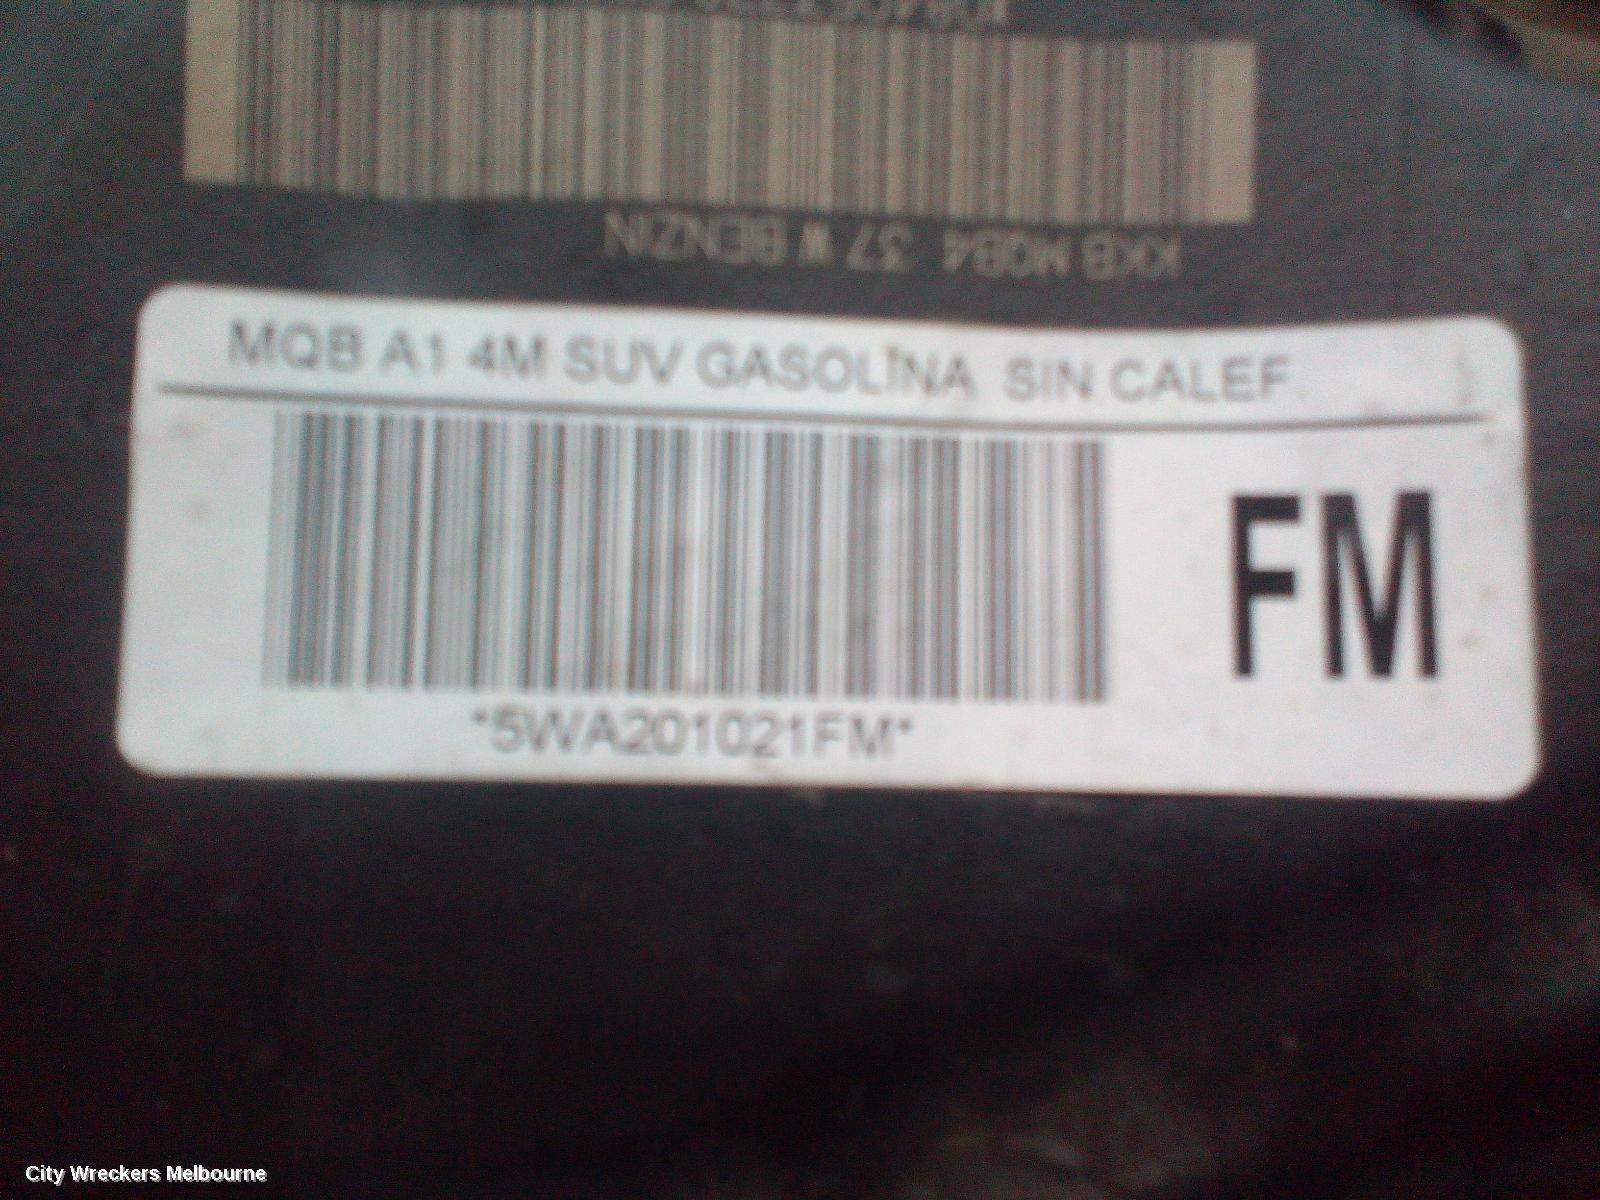 KKB MQB4 37 W BENZIN
MQB A1 4M SUV GASOLINA SIN CALEF.
FM
*5WA201021FM*
City Wreckers Melbourne